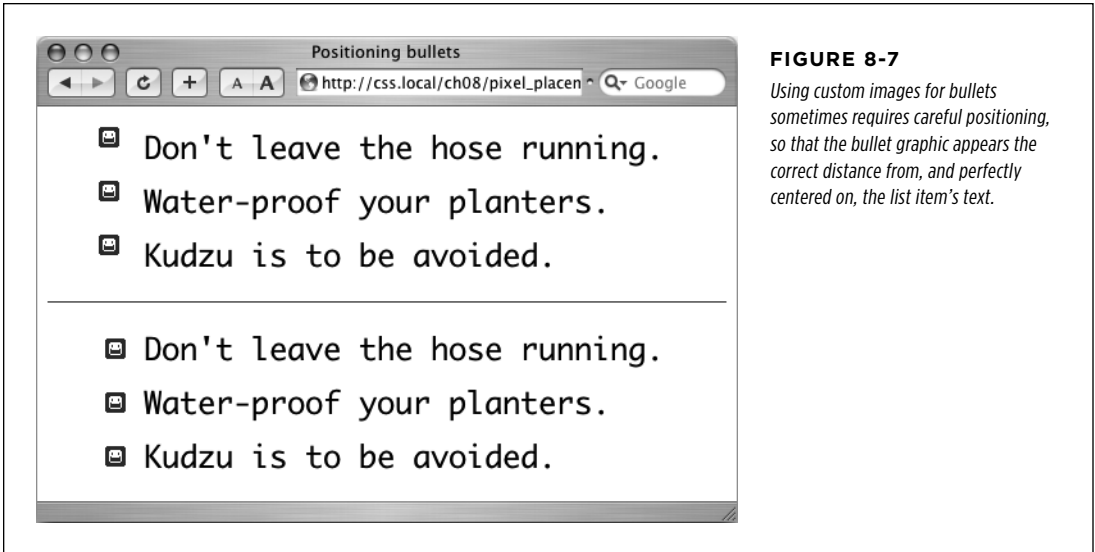 Positioning bullets
A A http://css.local/ch08/pixel_placen Google
Don't leave the hose running.
Water-proof your planters.
Kudzu is to be avoided.
Don't leave the hose running.
Water-proof your planters.
Kudzu is to be avoided.
FIGURE 8-7
Using custom images for bullets
sometimes requires careful positioning,
so that the bullet graphic appears the
correct distance from, and perfectly
centered on, the list item’s text.